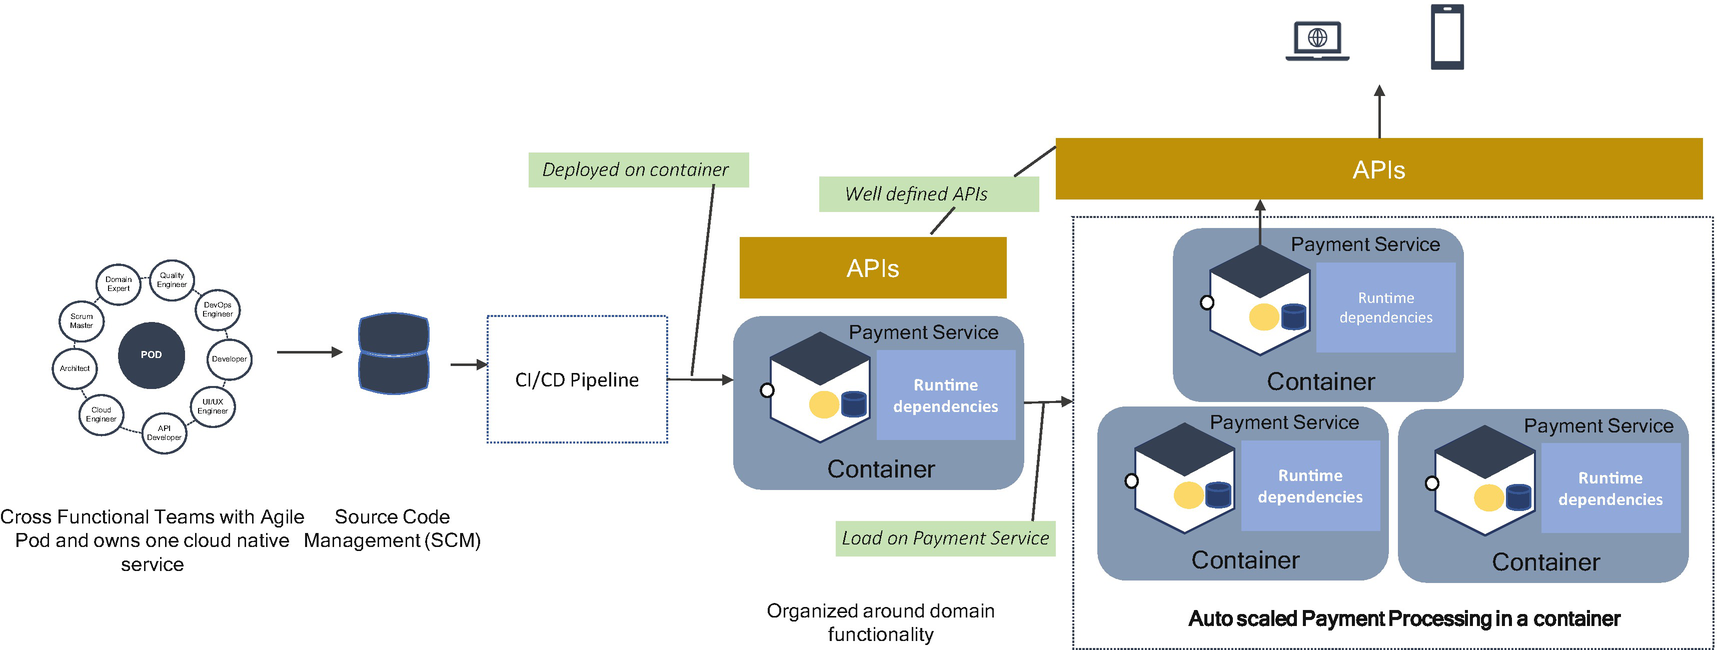 Domain
Expert
Quality
Engineer
DevOps
Engineer
Scrum
Master
Developer
POD
Architect
UI/UX
Engineer
Cloud
Engineer
API
Developer
Cross Functional Teams with Agile
Pod and owns one cloud native
service
Source Code
Management (SCM)
CI/CD Pipeline
Deployed on container
Well defined APIs
APIs
Payment Service
Runtime
dependencies
Container
Load on Payment Service
Organized around domain
functionality
APIs
Payment Service
Runtime
dependencies
Container
Payment Service
Runtime
dependencies
Container
Payment Service
Runtime
dependencies
Container
Auto scaled Payment Processing in a container